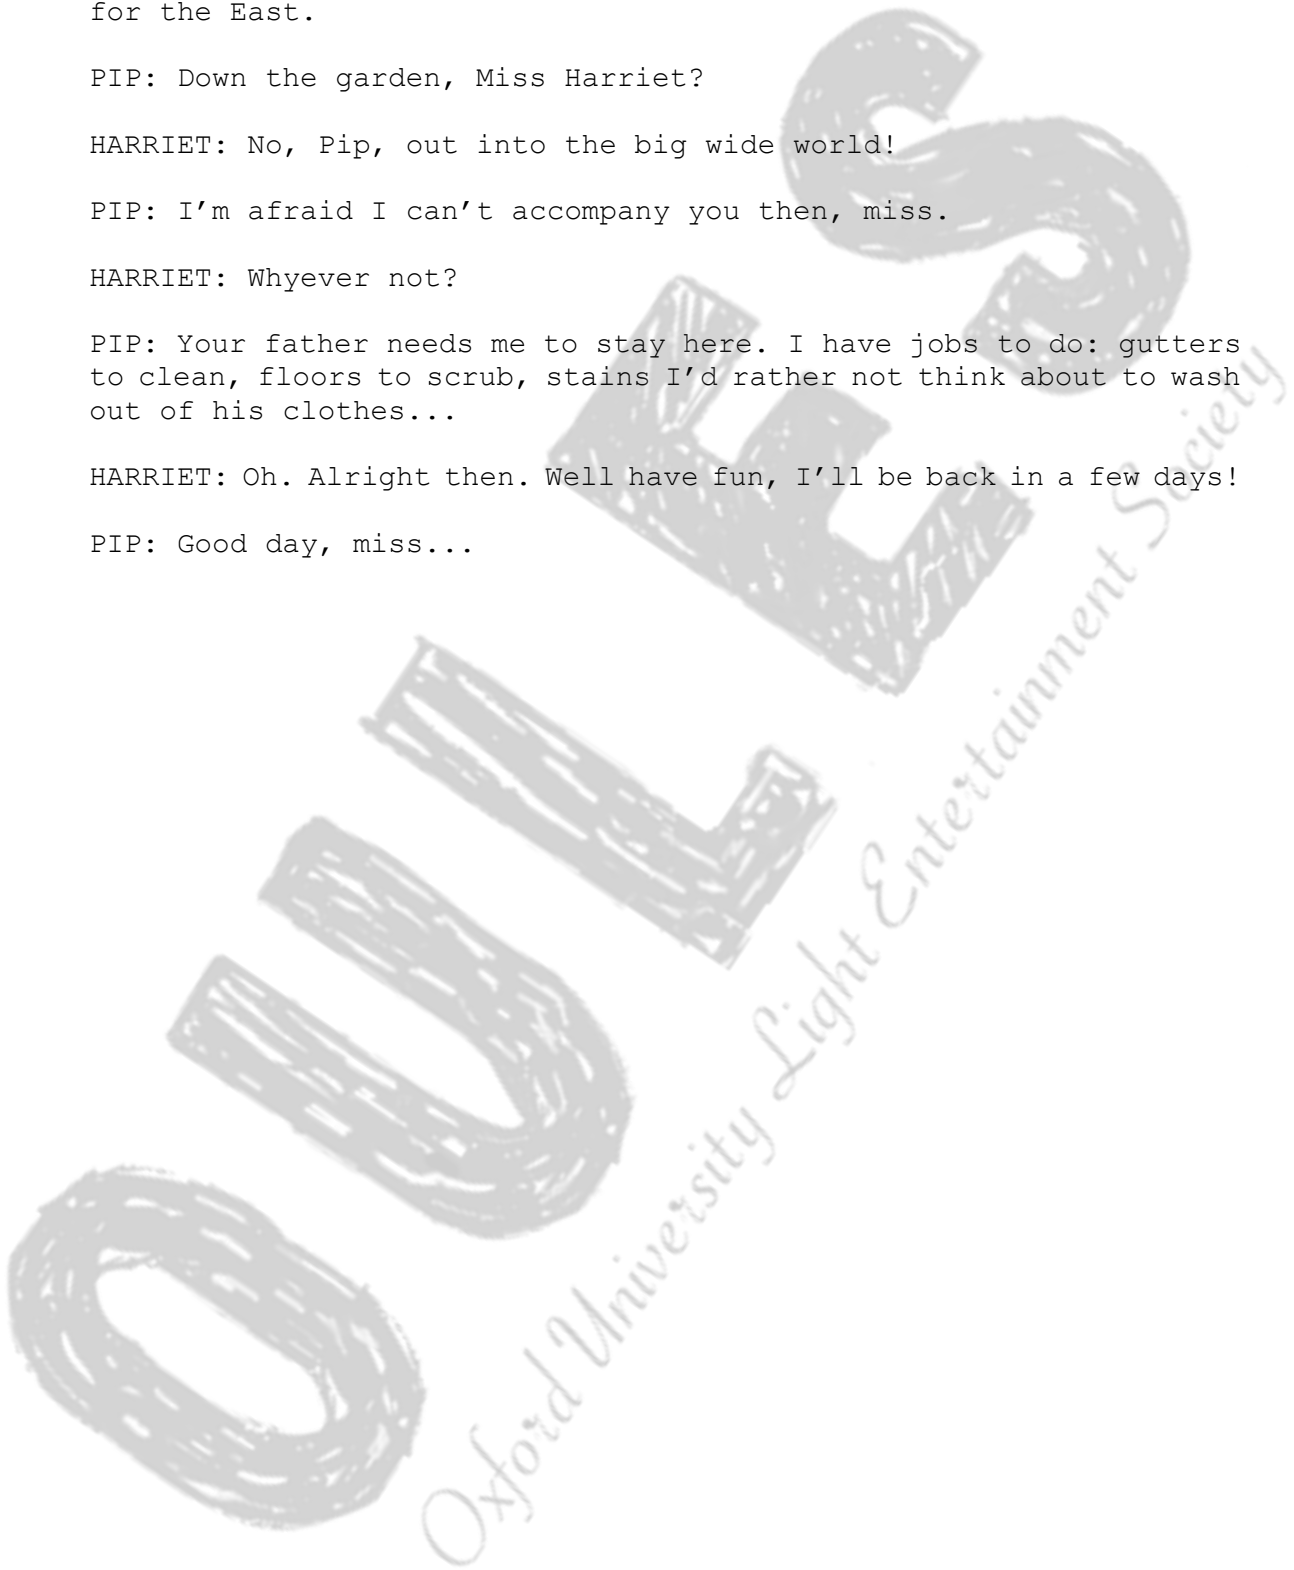 for the East.
PIP: Down the garden, Miss Harriet?
HARRIET: No, Pip, out into the big wide world!
PIP: I’m afraid I can’t accompany you then, miss.
HARRIET: Whyever not?
PIP: Your father needs me to stay here. I have jobs to do: gutters
to clean, floors to scrub, stains I’d rather not think about to wash
out of his clothes...
HARRIET: Oh. Alright then. Well have fun, I’ll be back in a few days!
PIP: Good day, miss...
OULES
Oxford University Light Entertainment Society